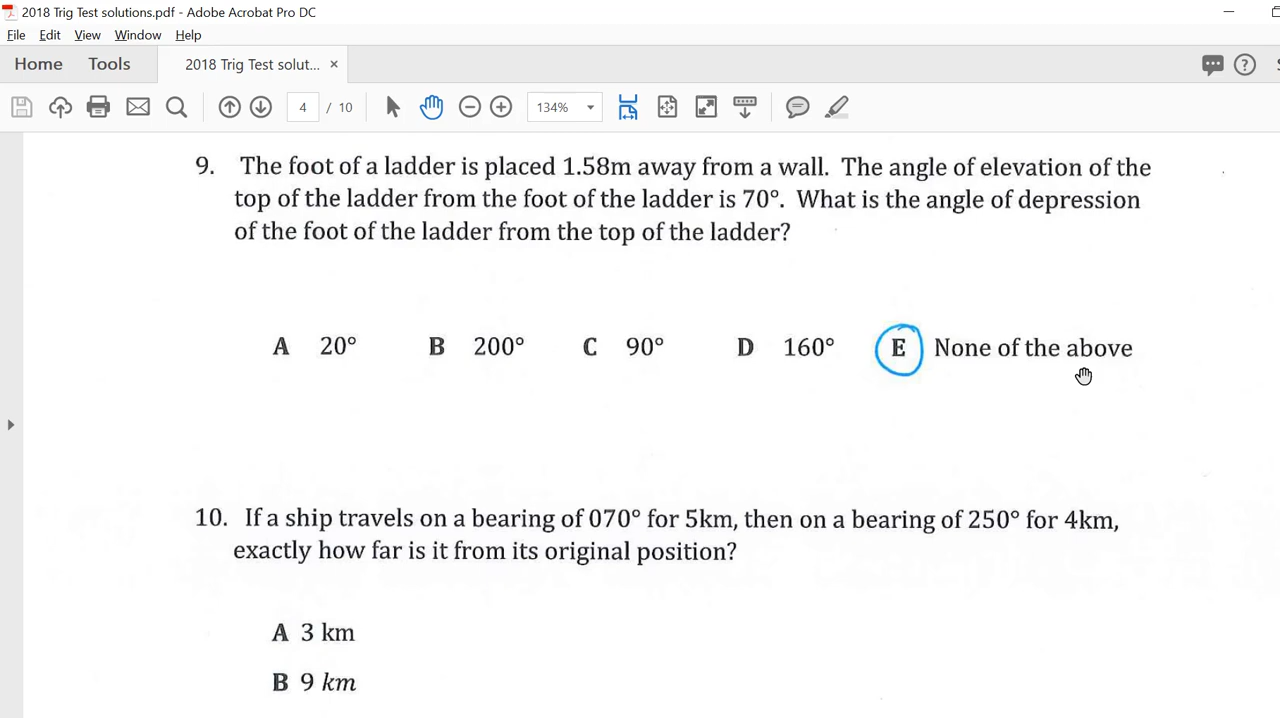 2018 Trig Test solutions.pdf - Adobe Acrobat Pro DC
File Edit View Window Help
Home Tools 2018 Trig Test solut... ×
4 / 10 134%
9. The foot of a ladder is placed 1.58m away from a wall. The angle of elevation of the
top of the ladder from the foot of the ladder is 70°. What is the angle of depression
of the foot of the ladder from the top of the ladder?
A 20° B 200° C 90° D 160° E None of the above
10. If a ship travels on a bearing of 070° for 5km, then on a bearing of 250° for 4km,
exactly how far is it from its original position?
A 3 km
B 9 km